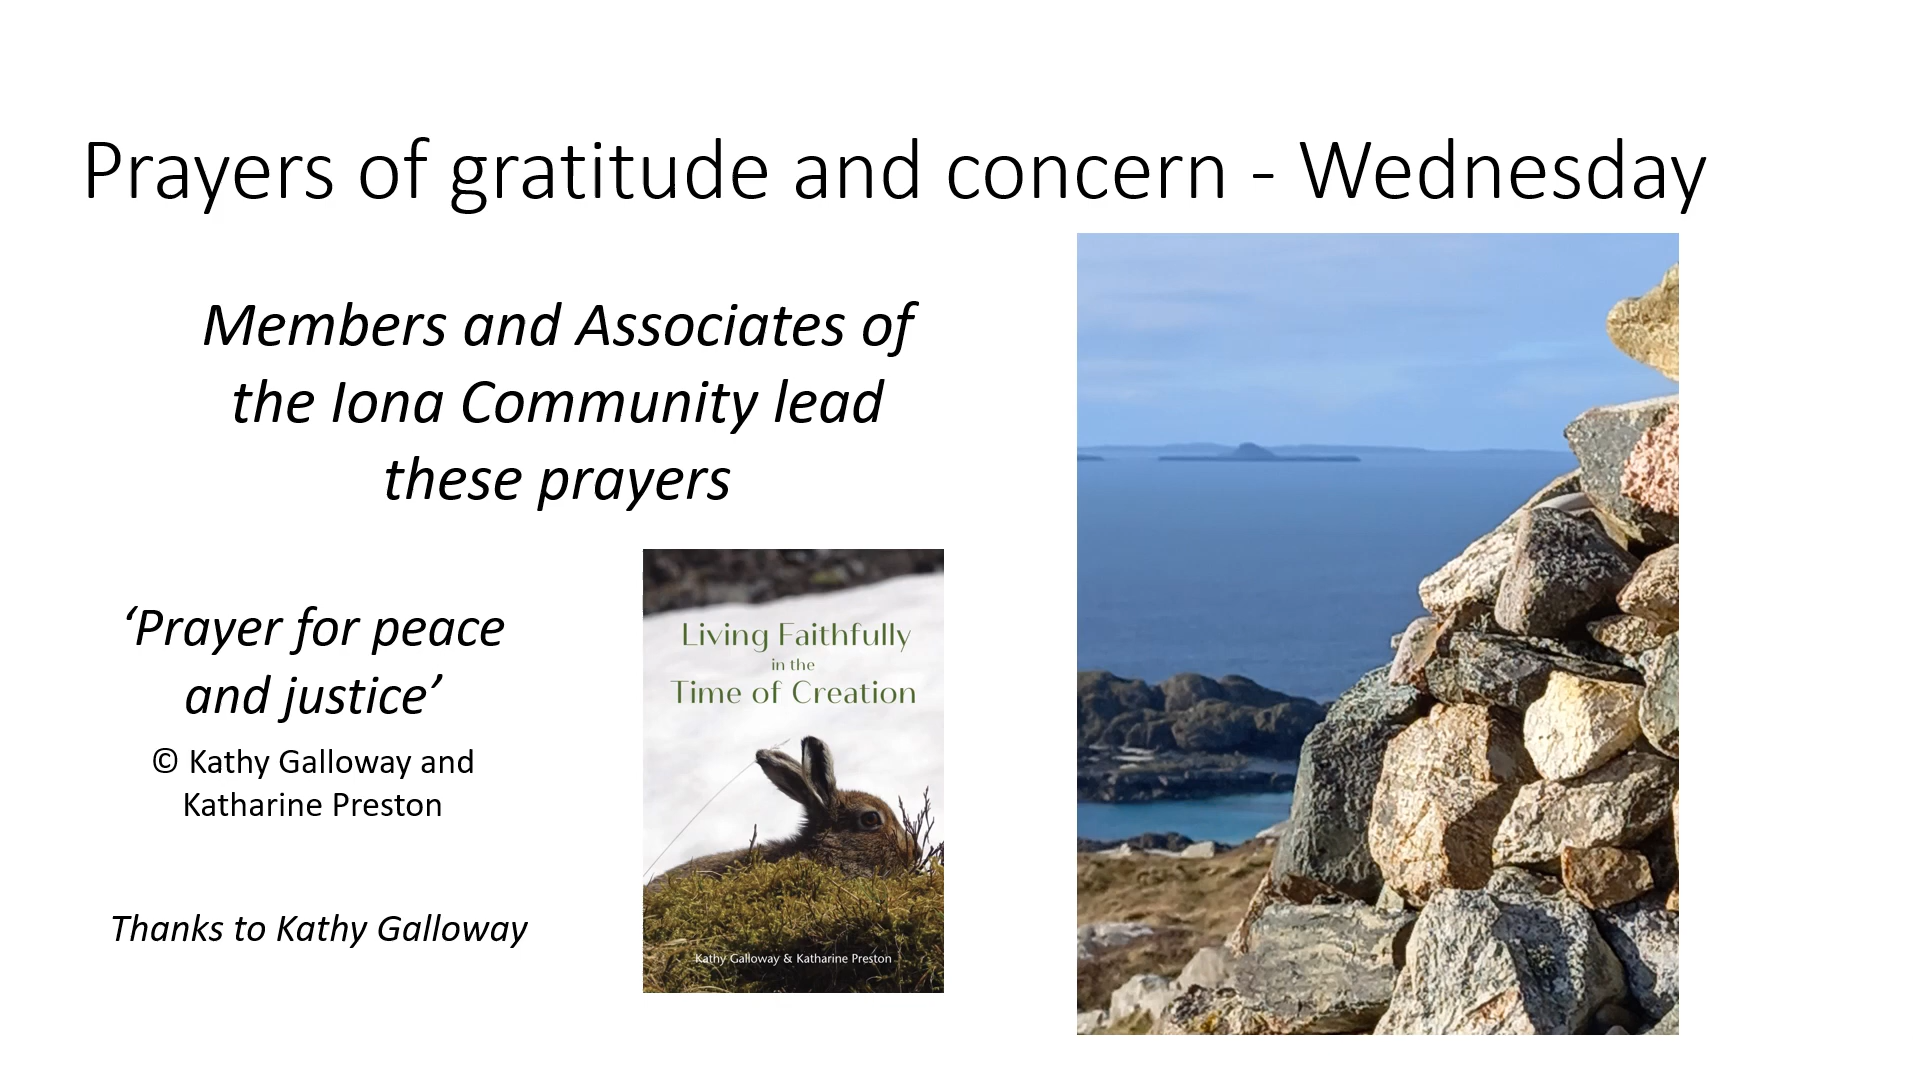 Prayers of gratitude and concern - Wednesday
Members and Associates of
the Iona Community lead
these prayers
‘Prayer for peace
and justice’
© Kathy Galloway and
Katharine Preston
Thanks to Kathy Galloway
Living Faithfully
in the
Time of Creation
Kathy Galloway & Katharine Preston